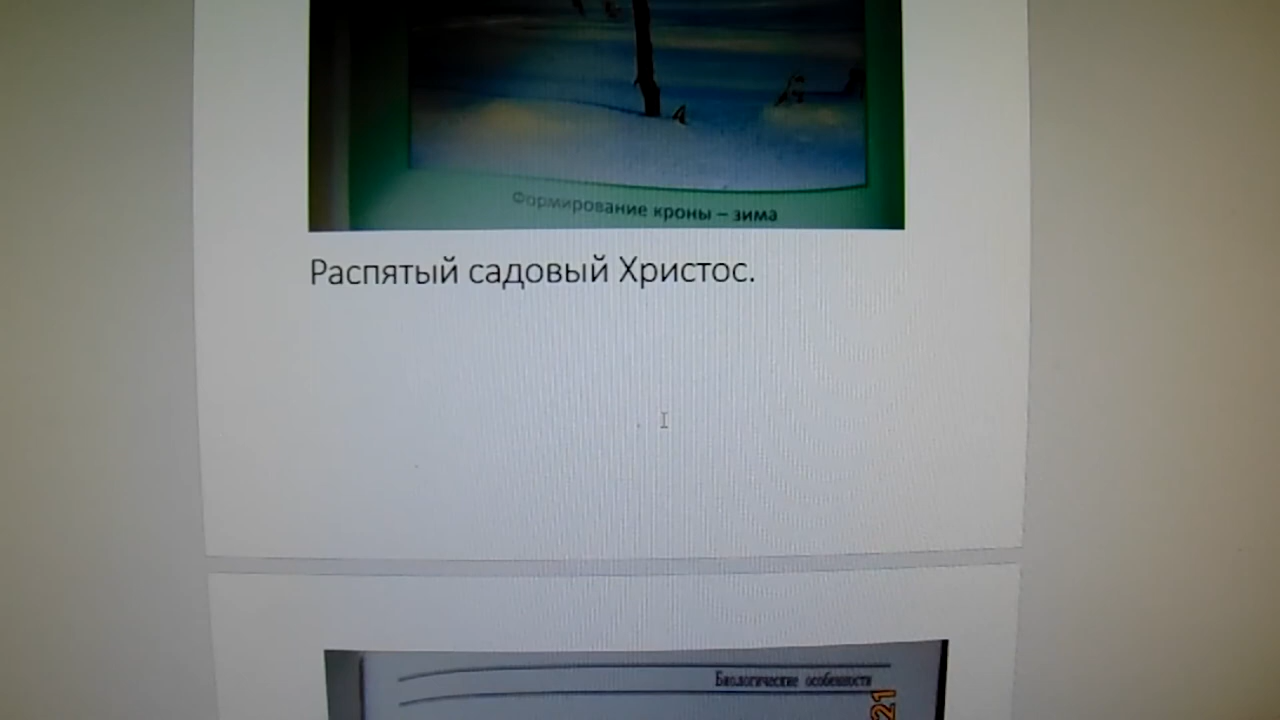 Формирование кроны – зима
Распятый садовый Христос.
Биологические особенности
21